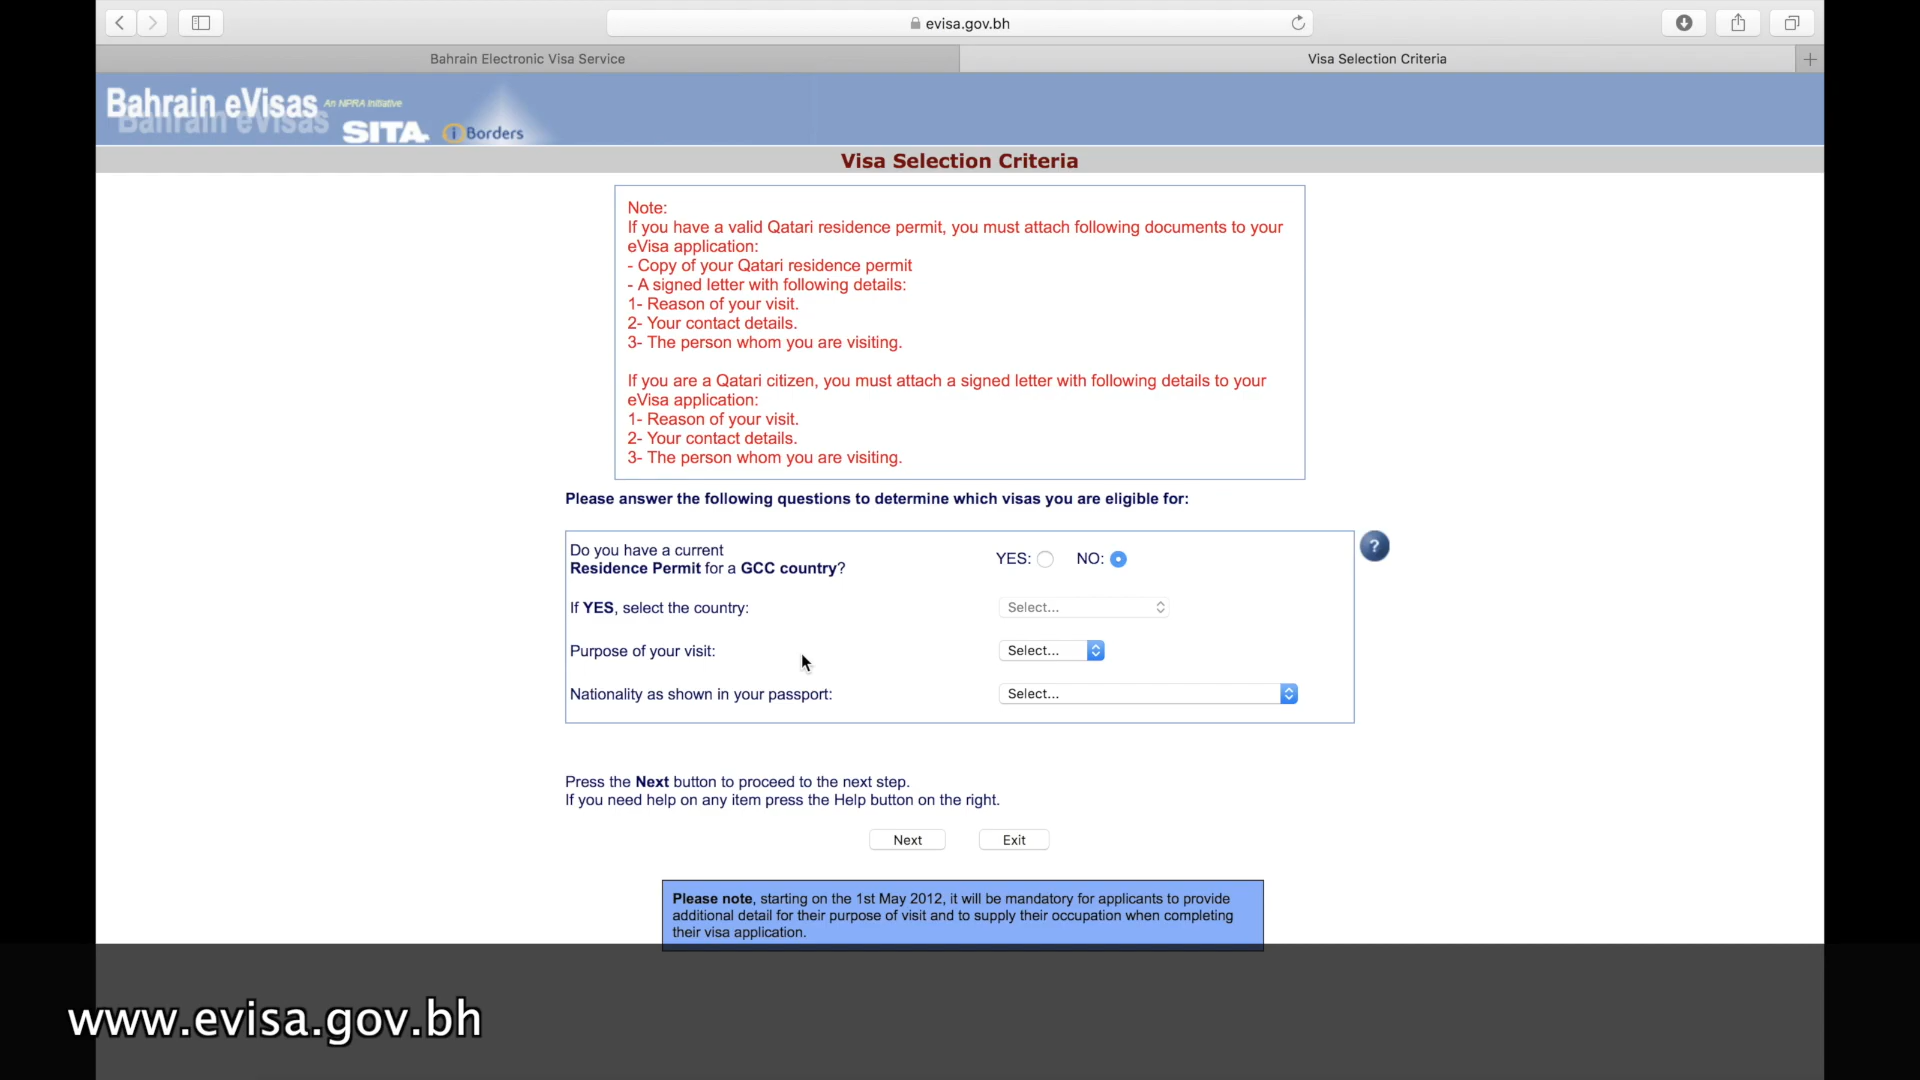 evisa.gov.bh
Bahrain Electronic Visa Service
Visa Selection Criteria
Bahrain eVisas An NPRA Initiative
SITA iBorders
Visa Selection Criteria
Note:
If you have a valid Qatari residence permit, you must attach following documents to your
eVisa application:
- Copy of your Qatari residence permit
- A signed letter with following details:
1- Reason of your visit.
2- Your contact details.
3- The person whom you are visiting.
If you are a Qatari citizen, you must attach a signed letter with following details to your
eVisa application:
1- Reason of your visit.
2- Your contact details.
3- The person whom you are visiting.
Please answer the following questions to determine which visas you are eligible for:
?
Do you have a current
Residence Permit for a GCC country?
YES: NO:
If YES, select the country: Select...
Purpose of your visit: Select...
Nationality as shown in your passport: Select...
Press the Next button to proceed to the next step.
If you need help on any item press the Help button on the right.
Next Exit
Please note, starting on the 1st May 2012, it will be mandatory for applicants to provide
additional detail for their purpose of visit and to supply their occupation when completing
their visa application.
www.evisa.gov.bh